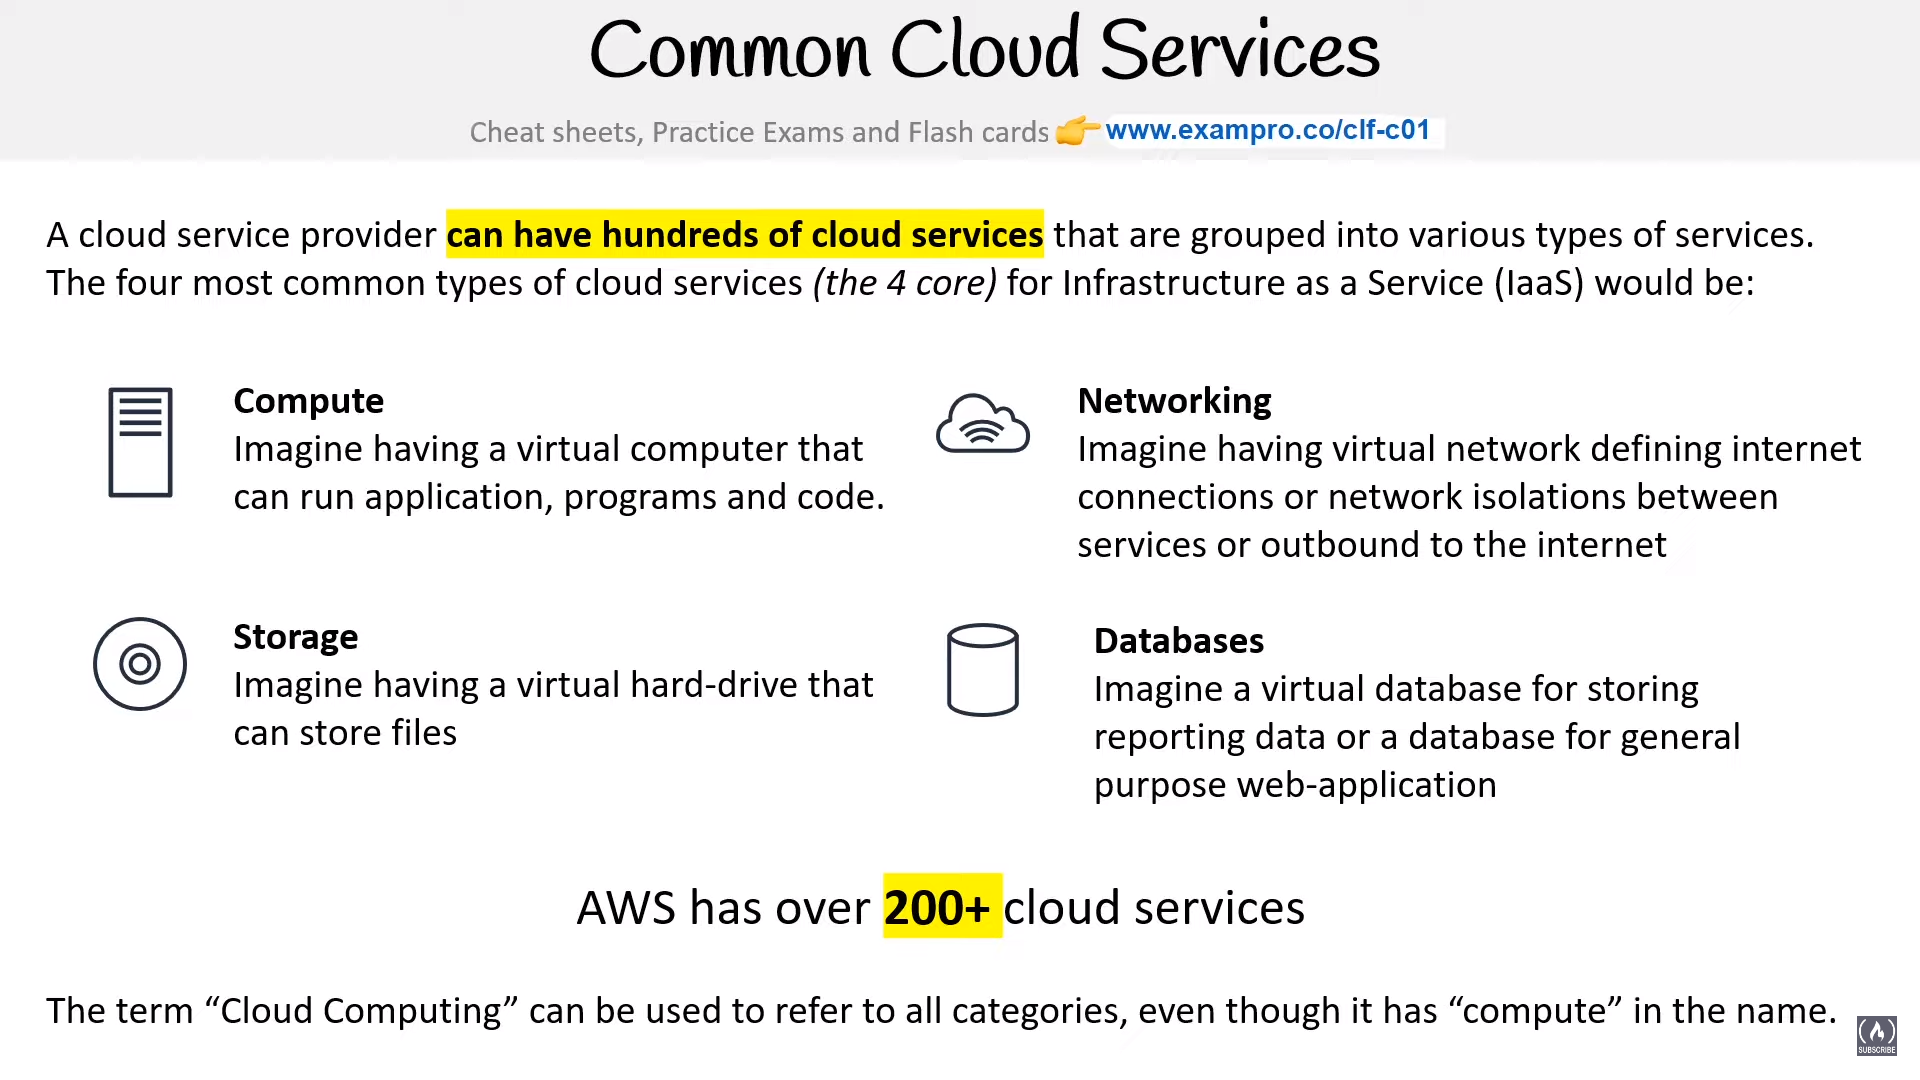 Common Cloud Services
Cheat sheets, Practice Exams and Flash cards 👉 www.exampro.co/clf-c01
A cloud service provider can have hundreds of cloud services that are grouped into various types of services.
The four most common types of cloud services (the 4 core) for Infrastructure as a Service (IaaS) would be:
Compute
Imagine having a virtual computer that
can run application, programs and code.
Networking
Imagine having virtual network defining internet
connections or network isolations between
services or outbound to the internet
Storage
Imagine having a virtual hard-drive that
can store files
Databases
Imagine a virtual database for storing
reporting data or a database for general
purpose web-application
AWS has over 200+ cloud services
The term “Cloud Computing” can be used to refer to all categories, even though it has “compute” in the name.
SUBSCRIBE